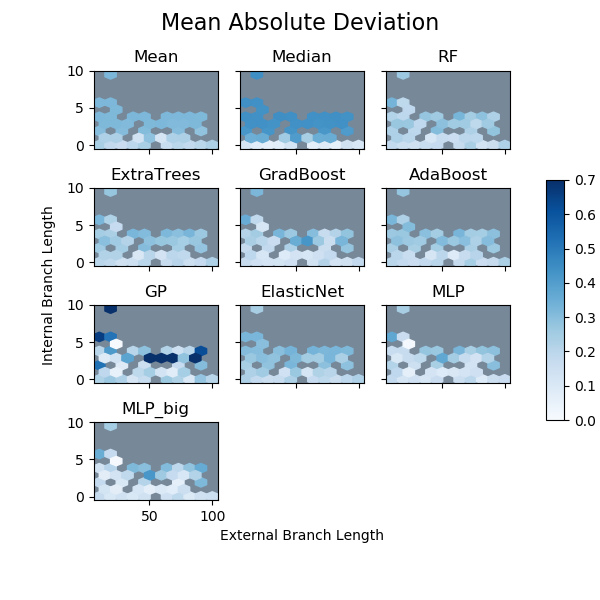 Mean Absolute Deviation
Mean
Median
RF
10
5
0
ExtraTrees
GradBoost
AdaBoost
10
5
0
GP
ElasticNet
MLP
10
5
0
MLP_big
10
5
0
50
100
External Branch Length
Internal Branch Length
0.7
0.6
0.5
0.4
0.3
0.2
0.1
0.0